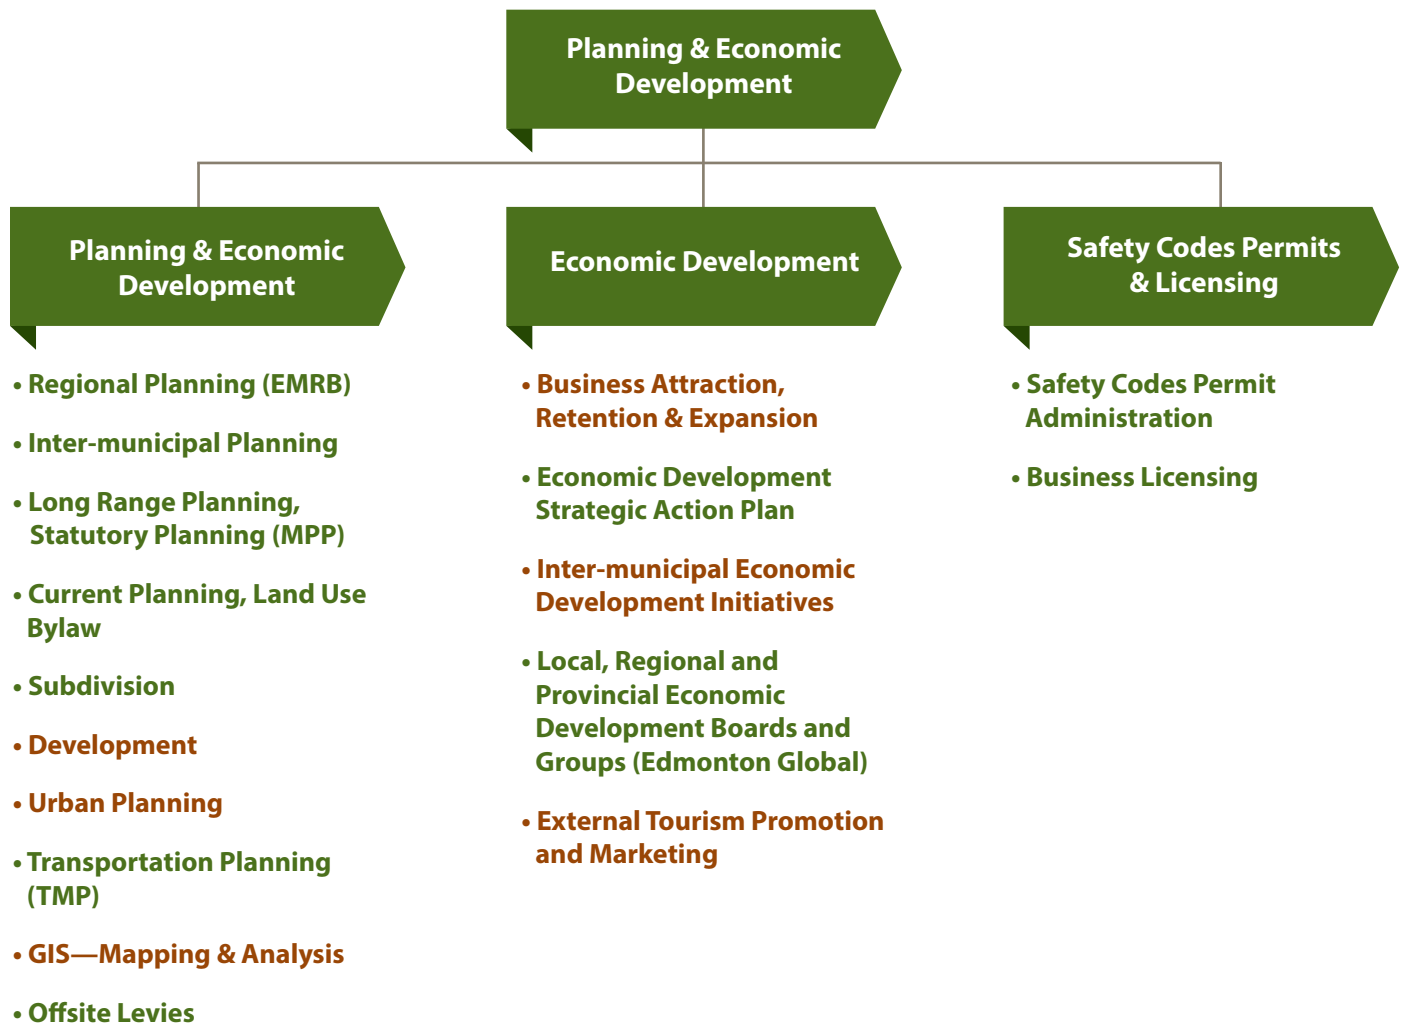 Planning & Economic
Development
Planning & Economic
Development
• Regional Planning (EMRB)
• Inter-municipal Planning
• Long Range Planning,
Statutory Planning (MPP)
• Current Planning, Land Use
Bylaw
• Subdivision
• Development
• Urban Planning
• Transportation Planning
(TMP)
• GIS—Mapping & Analysis
• Offsite Levies
Economic Development
• Business Attraction,
Retention & Expansion
• Economic Development
Strategic Action Plan
• Inter-municipal Economic
Development Initiatives
• Local, Regional and
Provincial Economic
Development Boards and
Groups (Edmonton Global)
• External Tourism Promotion
and Marketing
Safety Codes Permits
& Licensing
• Safety Codes Permit
Administration
• Business Licensing